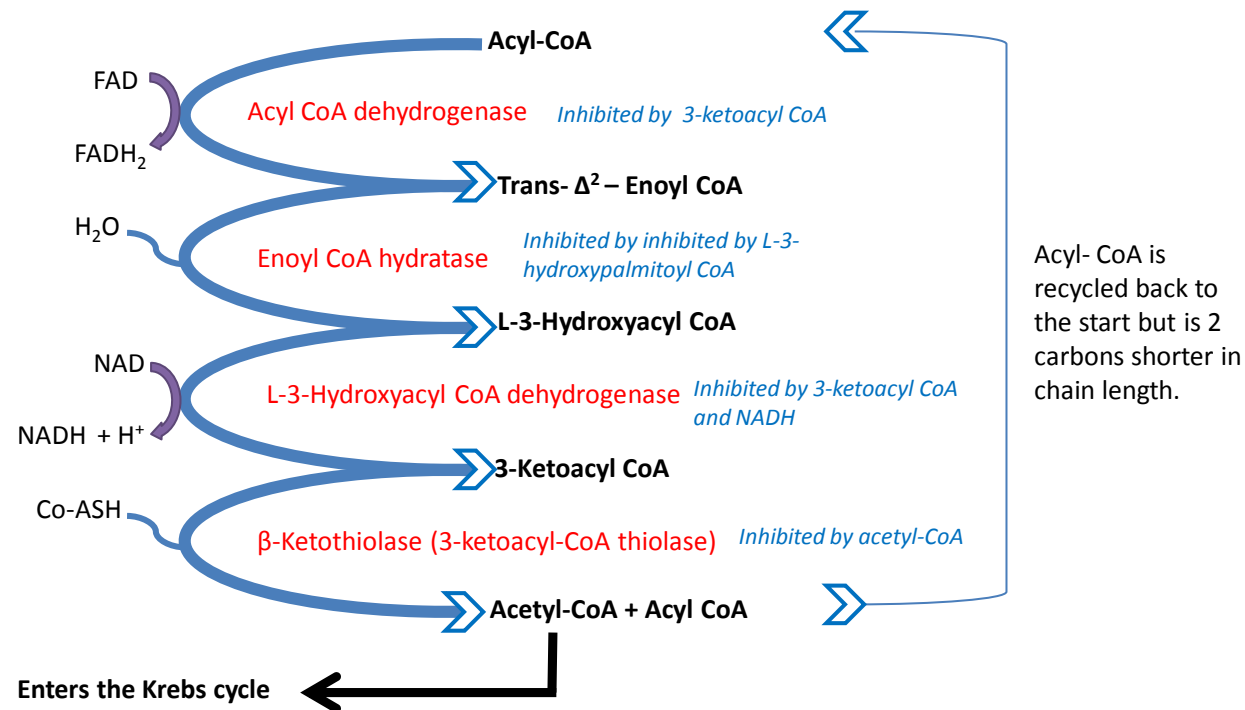 Acyl-CoA
FAD
Acyl CoA dehydrogenase
Inhibited by 3-ketoacyl CoA
FADH₂
Trans- Δ² – Enoyl CoA
H₂O
Enoyl CoA hydratase
Inhibited by inhibited by L-3-
hydroxypalmitoyl CoA
L-3-Hydroxyacyl CoA
NAD
L-3-Hydroxyacyl CoA dehydrogenase
Inhibited by 3-ketoacyl CoA
and NADH
NADH + H⁺
3-Ketoacyl CoA
Co-ASH
β-Ketothiolase (3-ketoacyl-CoA thiolase)
Inhibited by acetyl-CoA
Acetyl-CoA + Acyl CoA
Enters the Krebs cycle
Acyl- CoA is
recycled back to
the start but is 2
carbons shorter in
chain length.